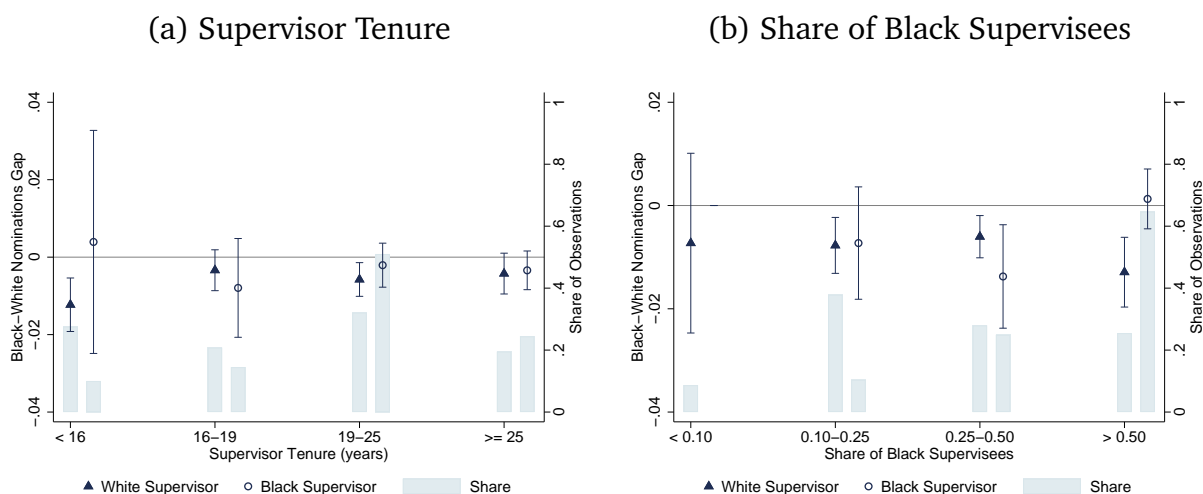 (a) Supervisor Tenure
.04
.02
0
-.02
-.04
Black-White Nominations Gap
1
.8
.6
.4
.2
0
Share of Observations
< 16
16-19
19-25
>= 25
Supervisor Tenure (years)
White Supervisor
Black Supervisor
Share
(b) Share of Black Supervisees
.02
0
-.02
-.04
Black-White Nominations Gap
1
.8
.6
.4
.2
0
Share of Observations
< 0.10
0.10-0.25
0.25-0.50
> 0.50
Share of Black Supervisees
White Supervisor
Black Supervisor
Share